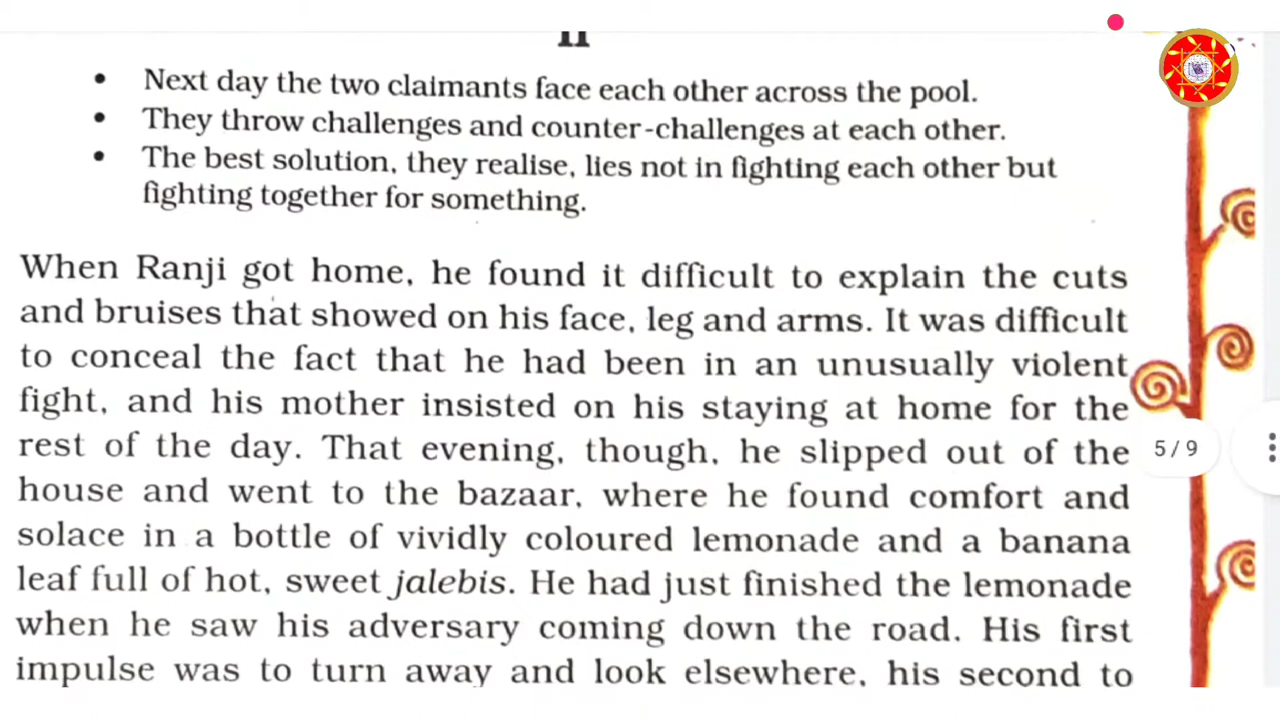 II
• Next day the two claimants face each other across the pool.
• They throw challenges and counter-challenges at each other.
• The best solution, they realise, lies not in fighting each other but
fighting together for something.
When Ranji got home, he found it difficult to explain the cuts
and bruises that showed on his face, leg and arms. It was difficult
to conceal the fact that he had been in an unusually violent
fight, and his mother insisted on his staying at home for the
rest of the day. That evening, though, he slipped out of the
house and went to the bazaar, where he found comfort and
solace in a bottle of vividly coloured lemonade and a banana
leaf full of hot, sweet jalebis. He had just finished the lemonade
when he saw his adversary coming down the road. His first
impulse was to turn away and look elsewhere, his second to
5 / 9